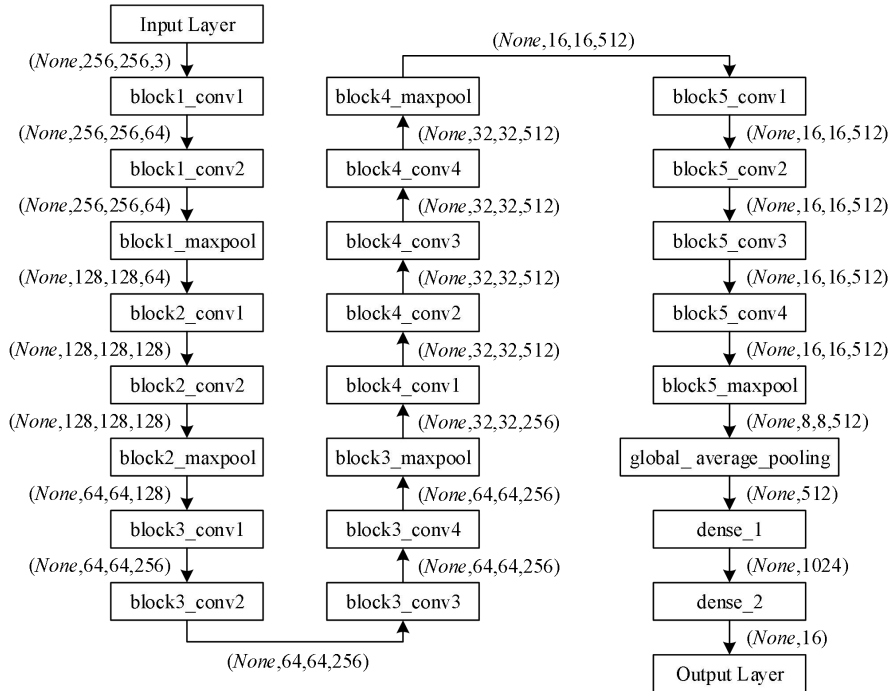 Input Layer
(None,256,256,3)
block1_conv1
(None,256,256,64)
block1_conv2
(None,256,256,64)
block1_maxpool
(None,128,128,64)
block2_conv1
(None,128,128,128)
block2_conv2
(None,128,128,128)
block2_maxpool
(None,64,64,128)
block3_conv1
(None,64,64,256)
block3_conv2
(None,64,64,256)
block3_conv3
(None,64,64,256)
block3_conv4
(None,64,64,256)
block3_maxpool
(None,32,32,256)
block4_conv1
(None,32,32,512)
block4_conv2
(None,32,32,512)
block4_conv3
(None,32,32,512)
block4_conv4
(None,32,32,512)
block4_maxpool
(None,16,16,512)
block5_conv1
(None,16,16,512)
block5_conv2
(None,16,16,512)
block5_conv3
(None,16,16,512)
block5_conv4
(None,16,16,512)
block5_maxpool
(None,8,8,512)
global_ average_pooling
(None,512)
dense_1
(None,1024)
dense_2
(None,16)
Output Layer